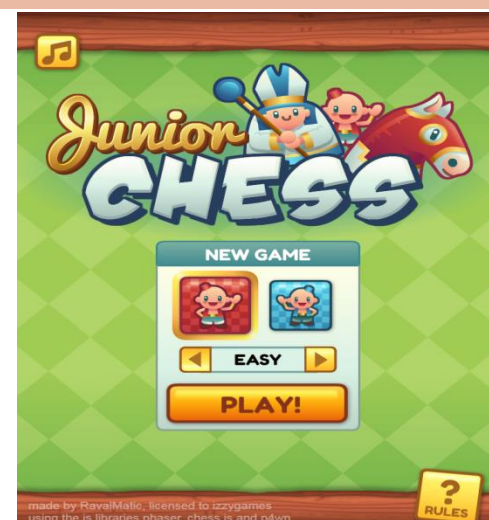 Junior
CHESS
NEW GAME
EASY
PLAY!
?
RULES
made by RavalMatic, licensed to izzygames
using the js libraries phaser, chess.js and p4wn